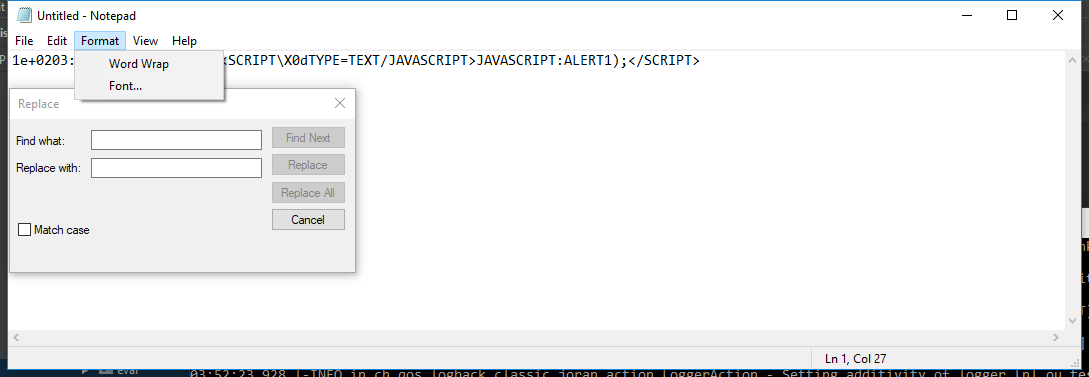 Untitled - Notepad
File Edit Format View Help
1e+0203: SCRIPT\X0dTYPE=TEXT/JAVASCRIPT>JAVASCRIPT:ALERT1);</SCRIPT>
Word Wrap
Font...
Replace
Find what:
Find Next
Replace with:
Replace
Replace All
Cancel
Match case
Ln 1, Col 27
eval
03:52:23,928 |-INFO in ch.qos.logback.classic.joran.action.LoggerAction - Setting additivity of logger